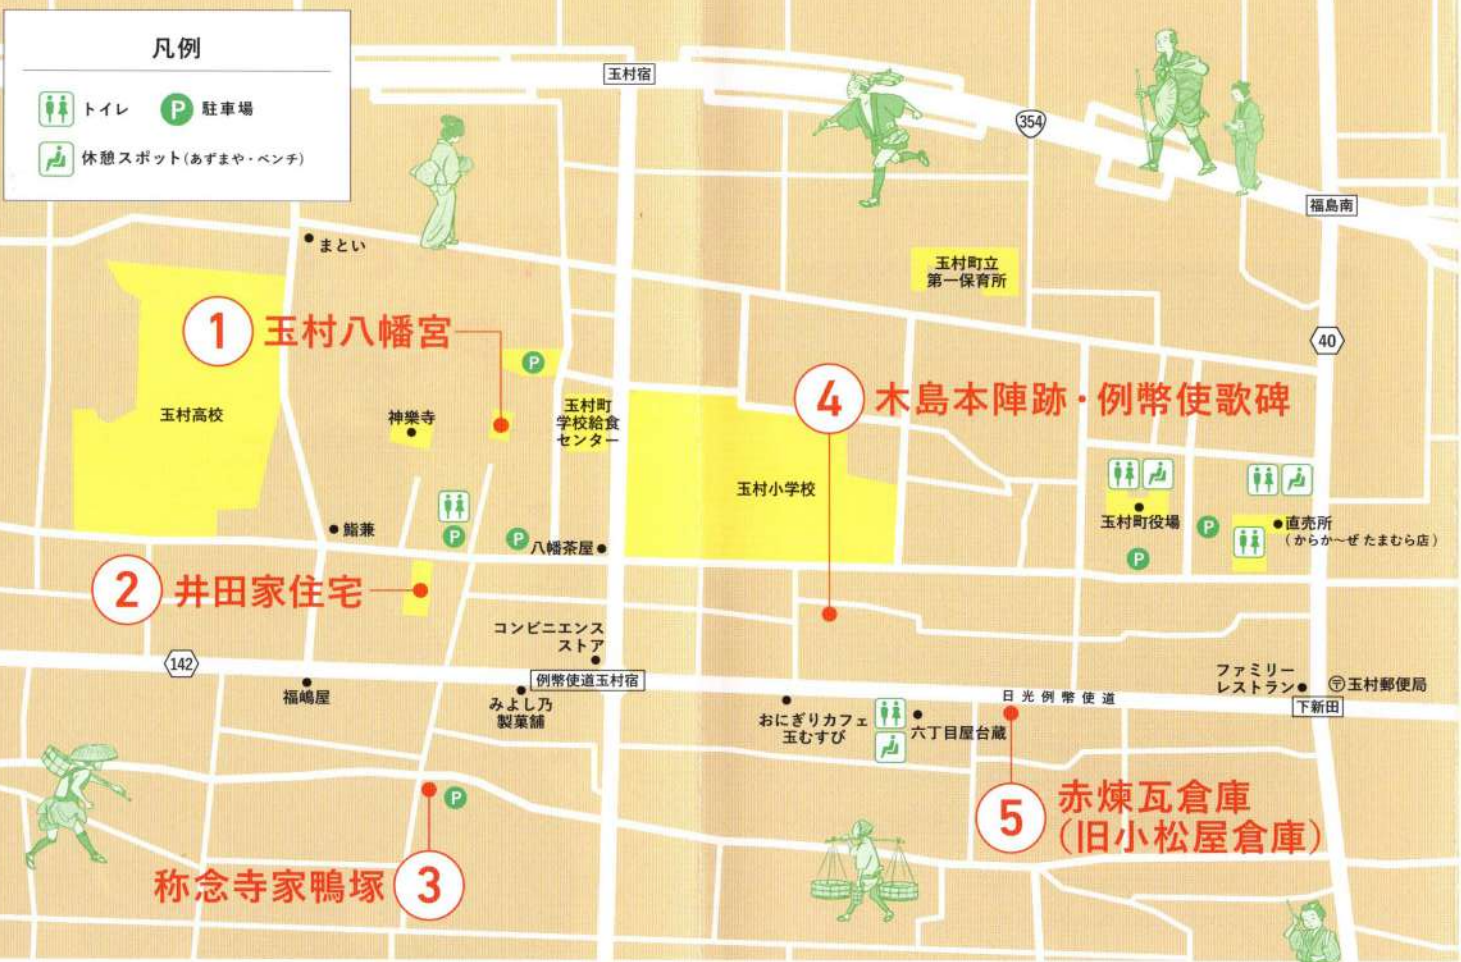 凡例
トイレ
P 駐車場
休憩スポット(あずまや・ベンチ)
玉村宿
354
福島南
まとい
玉村町立
第一保育所
40
1 玉村八幡宮
P
玉村高校
神樂寺
玉村町
学校給食
センター
4 木島本陣跡・例幣使歌碑
玉村小学校
玉村町役場
P
P
直売所
(からか〜ぜ たまむら店)
鮨兼
P
P
八幡茶屋
2 井田家住宅
コンビニエンス
ストア
142
例幣使道玉村宿
福嶋屋
みよし乃
製菓舗
おにぎりカフェ
玉むすび
六丁目屋台蔵
日光例幣使道
ファミリー
レストラン
〒玉村郵便局
下新田
P
称念寺家鴨塚 3
5 赤煉瓦倉庫
(旧小松屋倉庫)